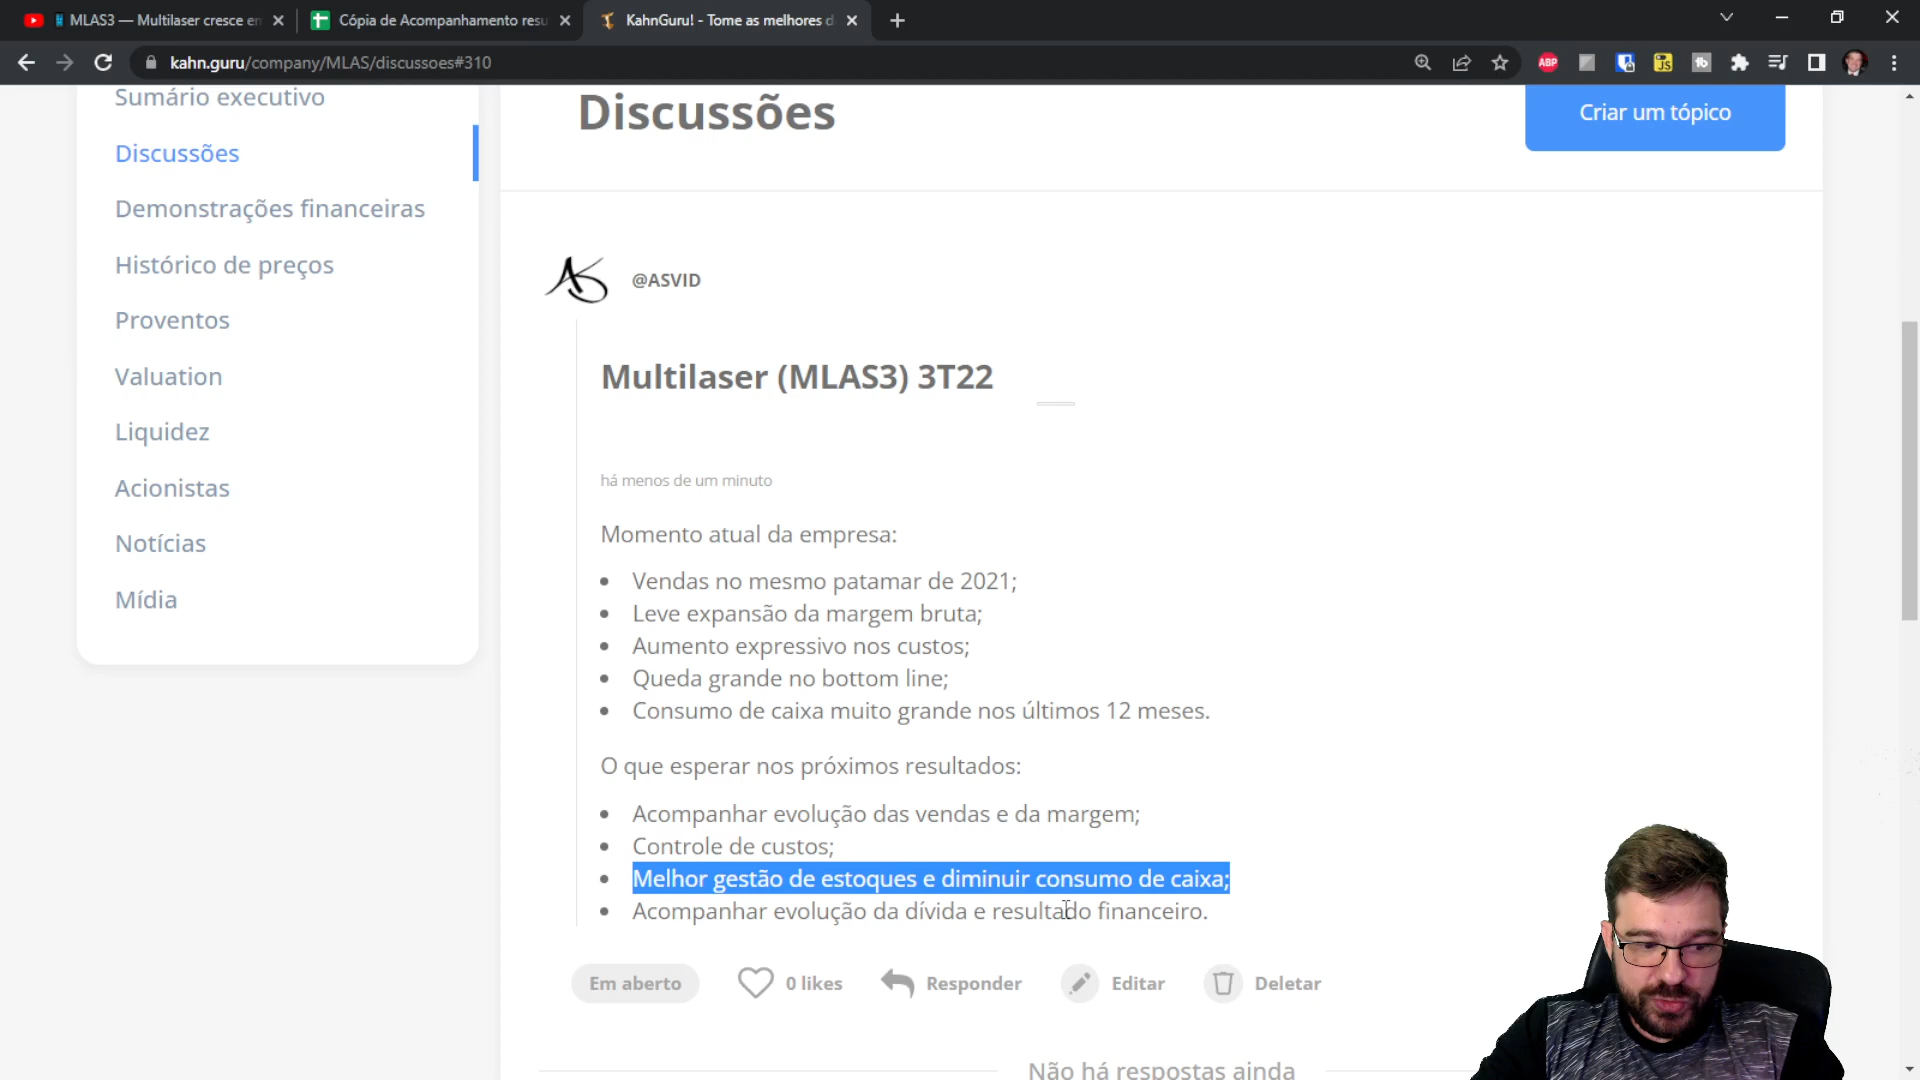 MLAS3 — Multilaser cresce en
Cópia de Acompanhamento resu
KahnGuru! - Tome as melhores d
kahn.guru/company/MLAS/discussoes#310
ABP
JS
Sumário executivo
Discussões
Demonstrações financeiras
Histórico de preços
Proventos
Valuation
Liquidez
Acionistas
Notícias
Mídia
Discussões
Criar um tópico
@ASVID
Multilaser (MLAS3) 3T22
há menos de um minuto
Momento atual da empresa:
Vendas no mesmo patamar de 2021;
Leve expansão da margem bruta;
Aumento expressivo nos custos;
Queda grande no bottom line;
Consumo de caixa muito grande nos últimos 12 meses.
O que esperar nos próximos resultados:
Acompanhar evolução das vendas e da margem;
Controle de custos;
Melhor gestão de estoques e diminuir consumo de caixa;
Acompanhar evolução da dívida e resultado financeiro.
Em aberto
0 likes
Responder
Editar
Deletar
Não há respostas ainda